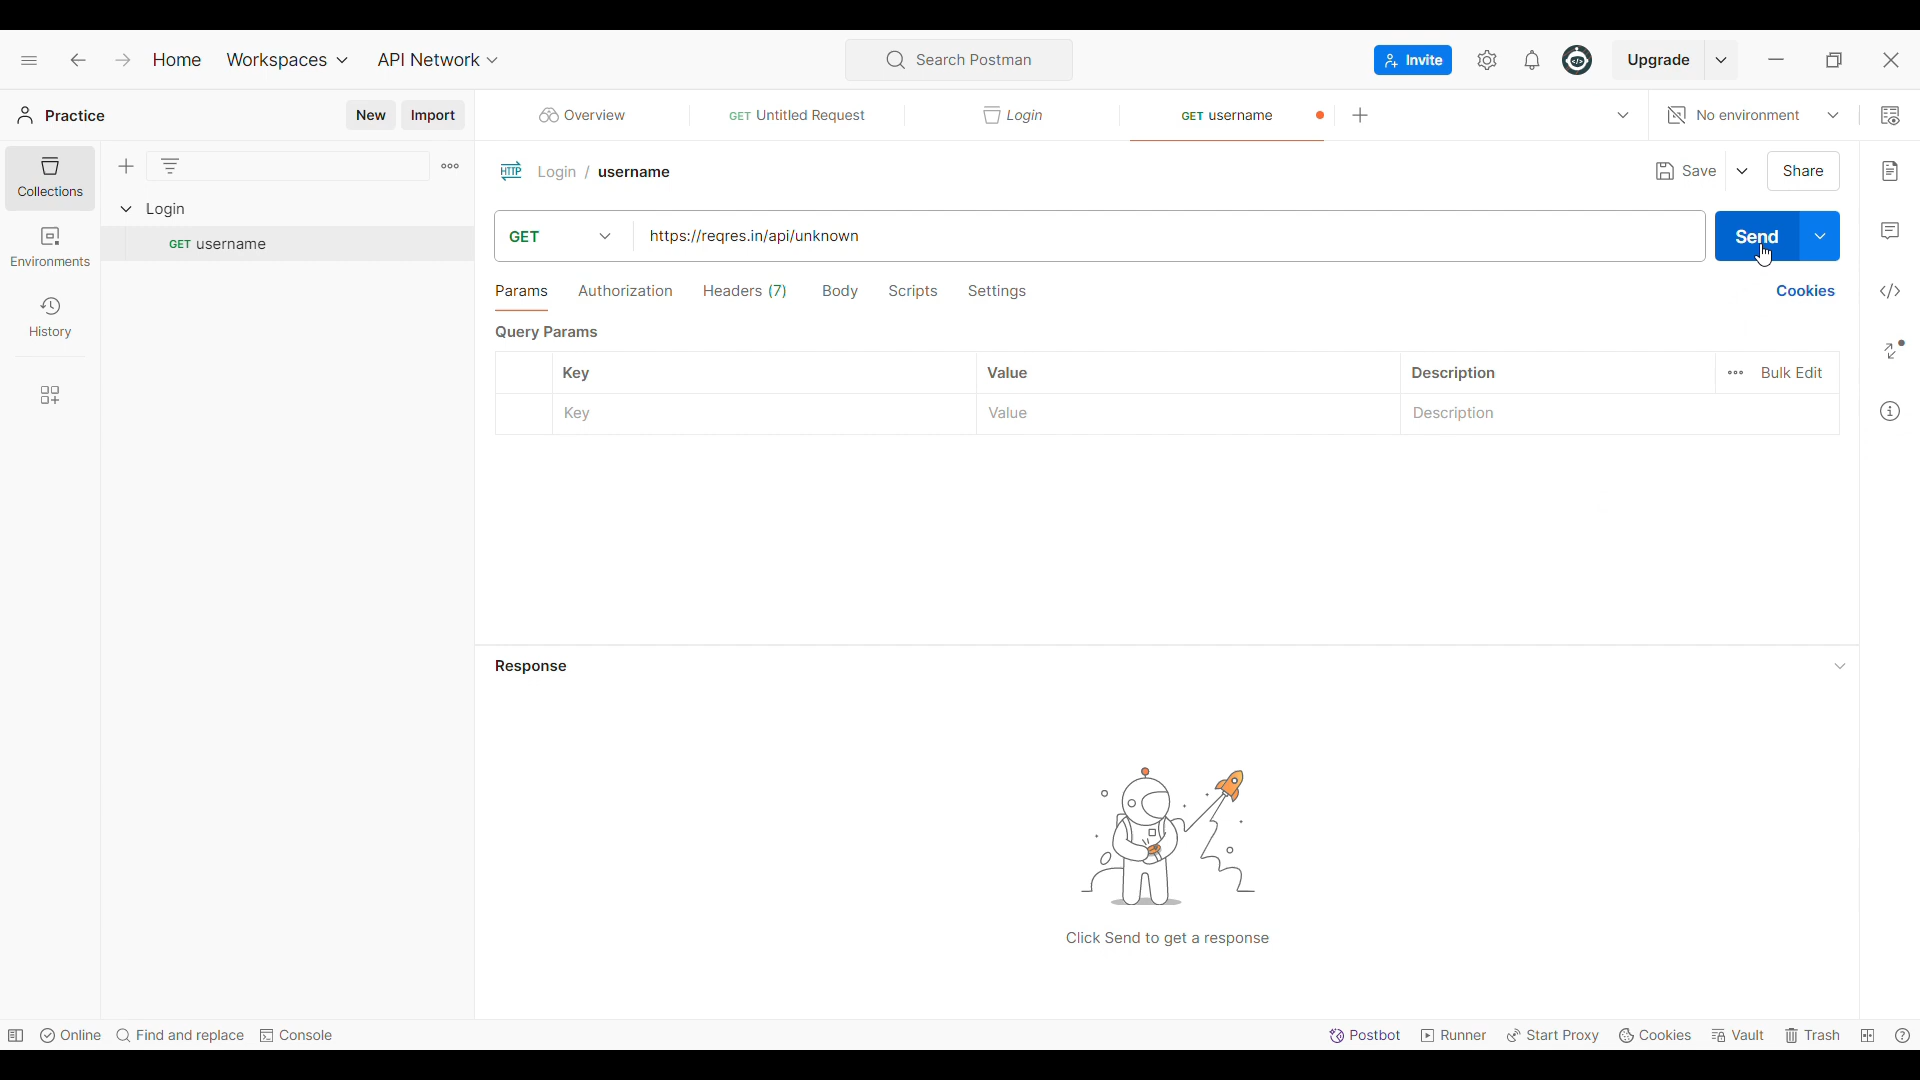 Home Workspaces API Network Search Postman Invite Upgrade
Practice New Import Overview GET Untitled Request Login GET username No environment
Collections
Login
GET username
Environments
History
HTTP Login / username Save Share
GET https://reqres.in/api/unknown Send
Params Authorization Headers (7) Body Scripts Settings Cookies
Query Params
Key Value Description Bulk Edit
Key Value Description
Response
Click Send to get a response
Online Find and replace Console Postbot Runner Start Proxy Cookies Vault Trash